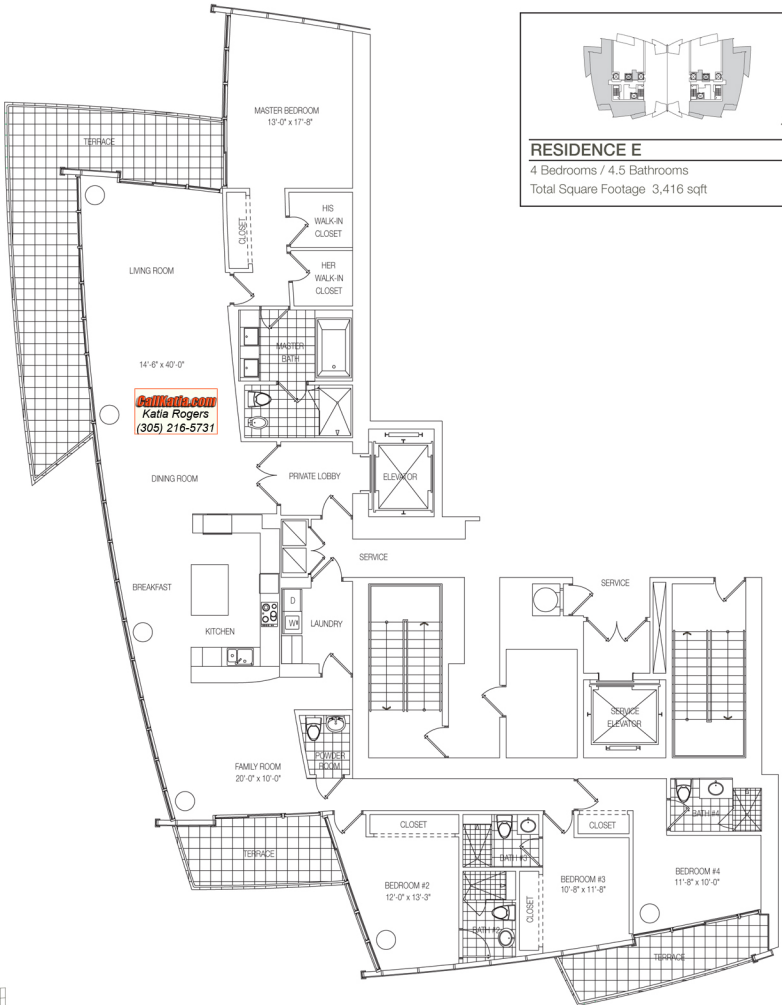 MASTER BEDROOM
13'-0" x 17'-8"
RESIDENCE E
4 Bedrooms / 4.5 Bathrooms
Total Square Footage 3,416 sqft
TERRACE
CLOSET
HIS
WALK-IN
CLOSET
HER
WALK-IN
CLOSET
LIVING ROOM
MASTER
BATH
14'-6" x 40'-0"
CallKatia.com
Katia Rogers
(305) 216-5731
DINING ROOM
PRIVATE LOBBY
ELEVATOR
SERVICE
BREAKFAST
KITCHEN
D
W
LAUNDRY
SERVICE
SERVICE
ELEVATOR
POWDER
ROOM
FAMILY ROOM
20'-0" x 10'-0"
TERRACE
CLOSET
BEDROOM #2
12'-0" x 13'-3"
BATH #3
BATH #2
CLOSET
CLOSET
BEDROOM #3
10'-8" x 11'-8"
BATH #4
BEDROOM #4
11'-8" x 10'-0"
TERRACE